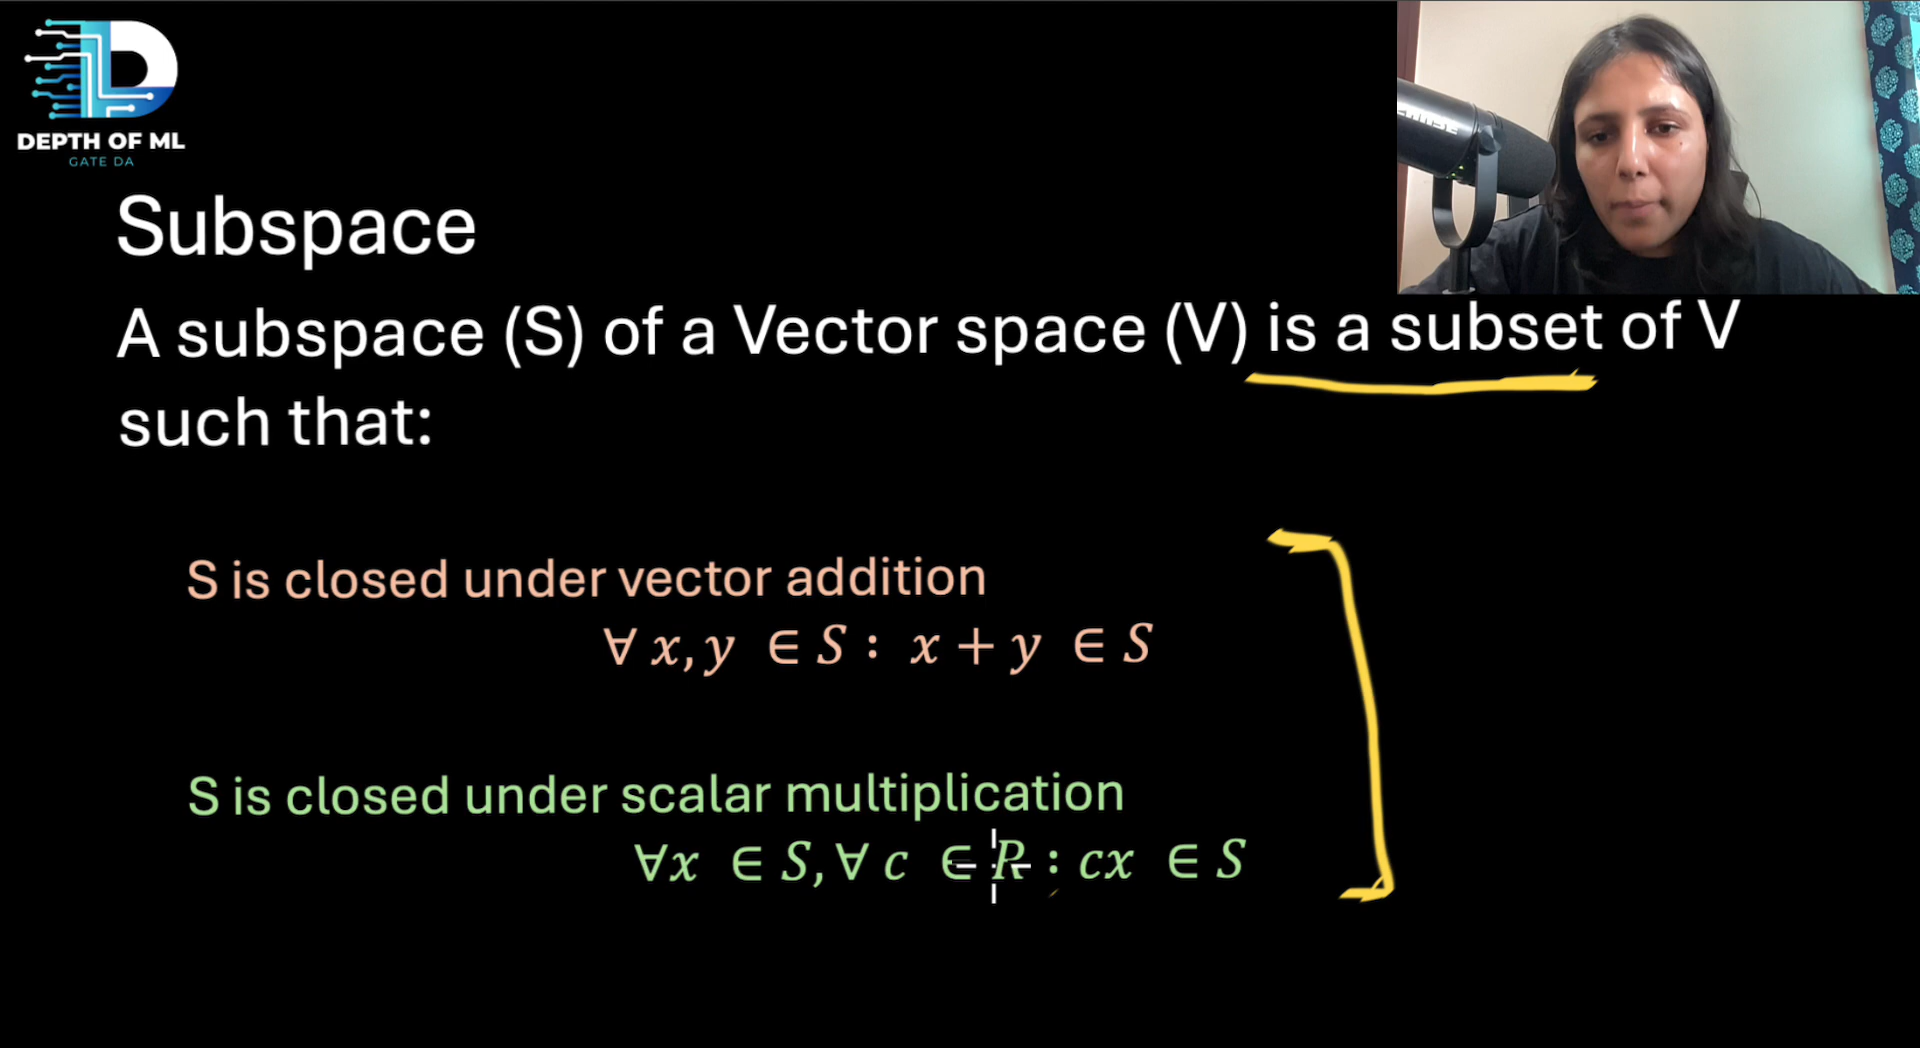 DEPTH OF ML
GATE DA
Subspace
A subspace (S) of a Vector space (V) is a subset of V
such that:
S is closed under vector addition
∀ x, y ∈ S : x + y ∈ S
S is closed under scalar multiplication
∀x ∈ S, ∀ c ∈ R : cx ∈ S